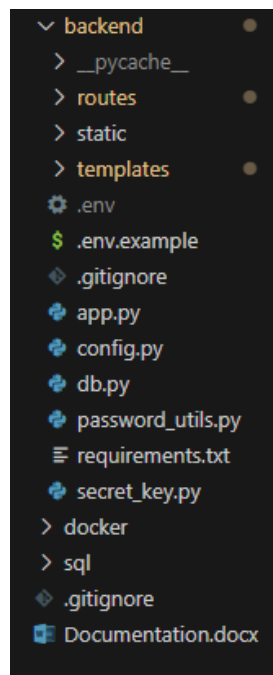 backend
__pycache__
routes
static
templates
.env
$ .env.example
.gitignore
app.py
config.py
db.py
password_utils.py
requirements.txt
secret_key.py
docker
sql
.gitignore
Documentation.docx